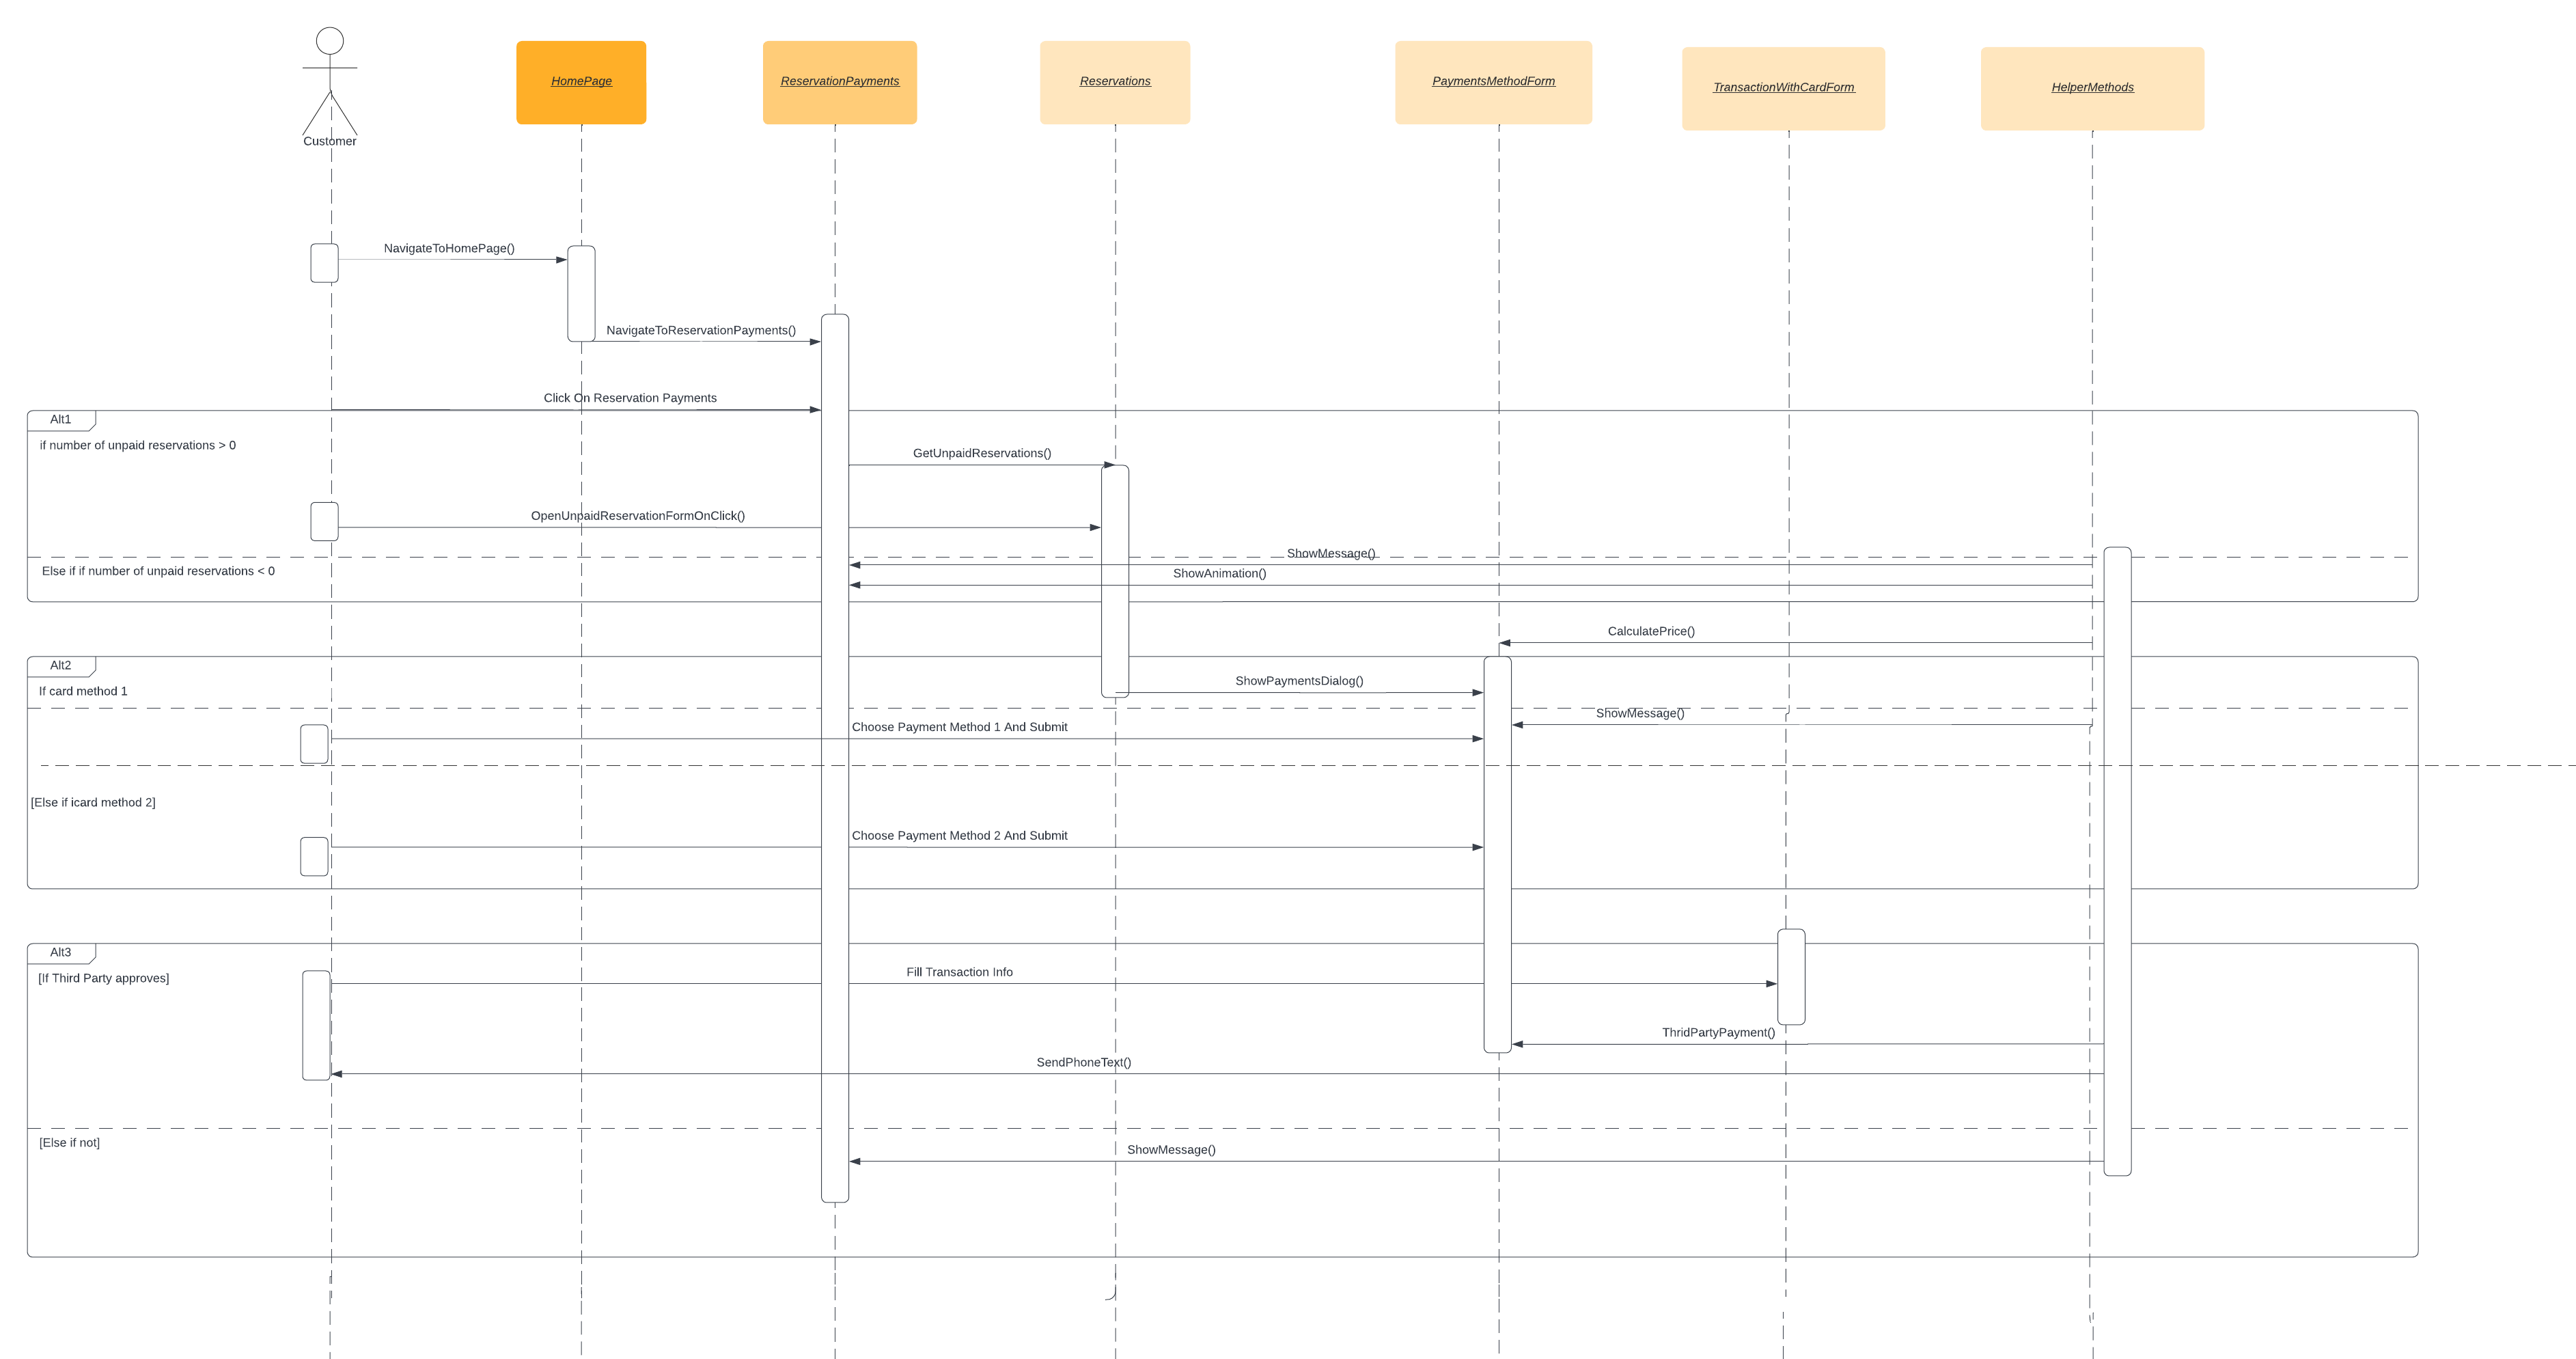 Customer
HomePage
ReservationPayments
Reservations
PaymentsMethodForm
TransactionWithCardForm
HelperMethods
NavigateToHomePage()
NavigateToReservationPayments()
Click On Reservation Payments
Alt1
if number of unpaid reservations > 0
GetUnpaidReservations()
OpenUnpaidReservationFormOnClick()
ShowMessage()
Else if if number of unpaid reservations < 0
ShowAnimation()
CalculatePrice()
Alt2
If card method 1
ShowPaymentsDialog()
ShowMessage()
Choose Payment Method 1 And Submit
[Else if icard method 2]
Choose Payment Method 2 And Submit
Alt3
[If Third Party approves]
Fill Transaction Info
ThridPartyPayment()
SendPhoneText()
[Else if not]
ShowMessage()